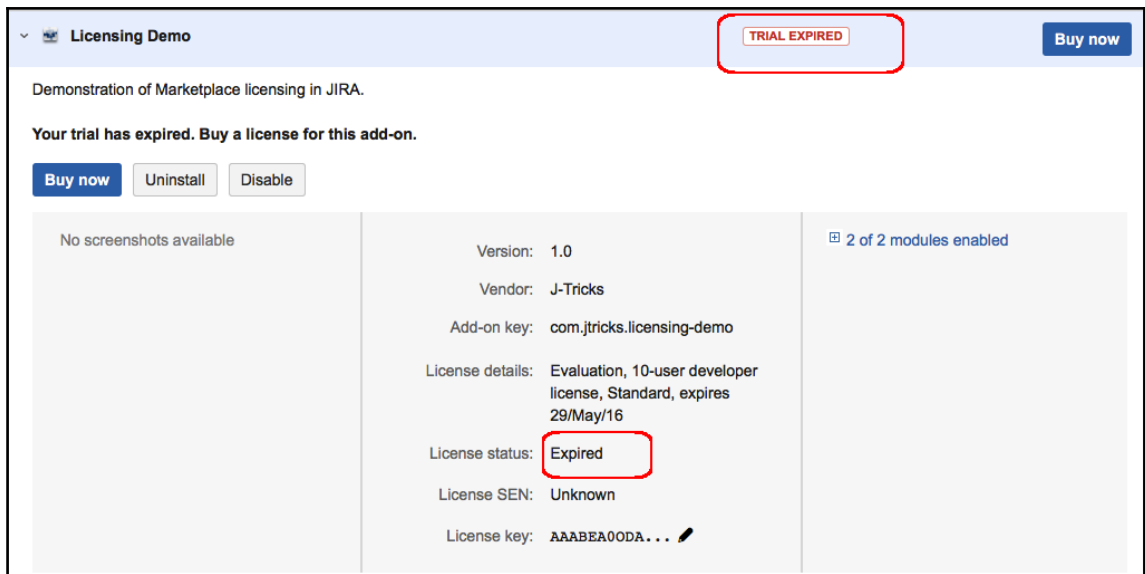 Licensing Demo TRIAL EXPIRED Buy now
Demonstration of Marketplace licensing in JIRA.
Your trial has expired. Buy a license for this add-on.
Buy now Uninstall Disable
No screenshots available
Version: 1.0
Vendor: J-Tricks
Add-on key: com.jtricks.licensing-demo
License details: Evaluation, 10-user developer
license, Standard, expires
29/May/16
License status: Expired
License SEN: Unknown
License key: AAABEA0ODA...
2 of 2 modules enabled